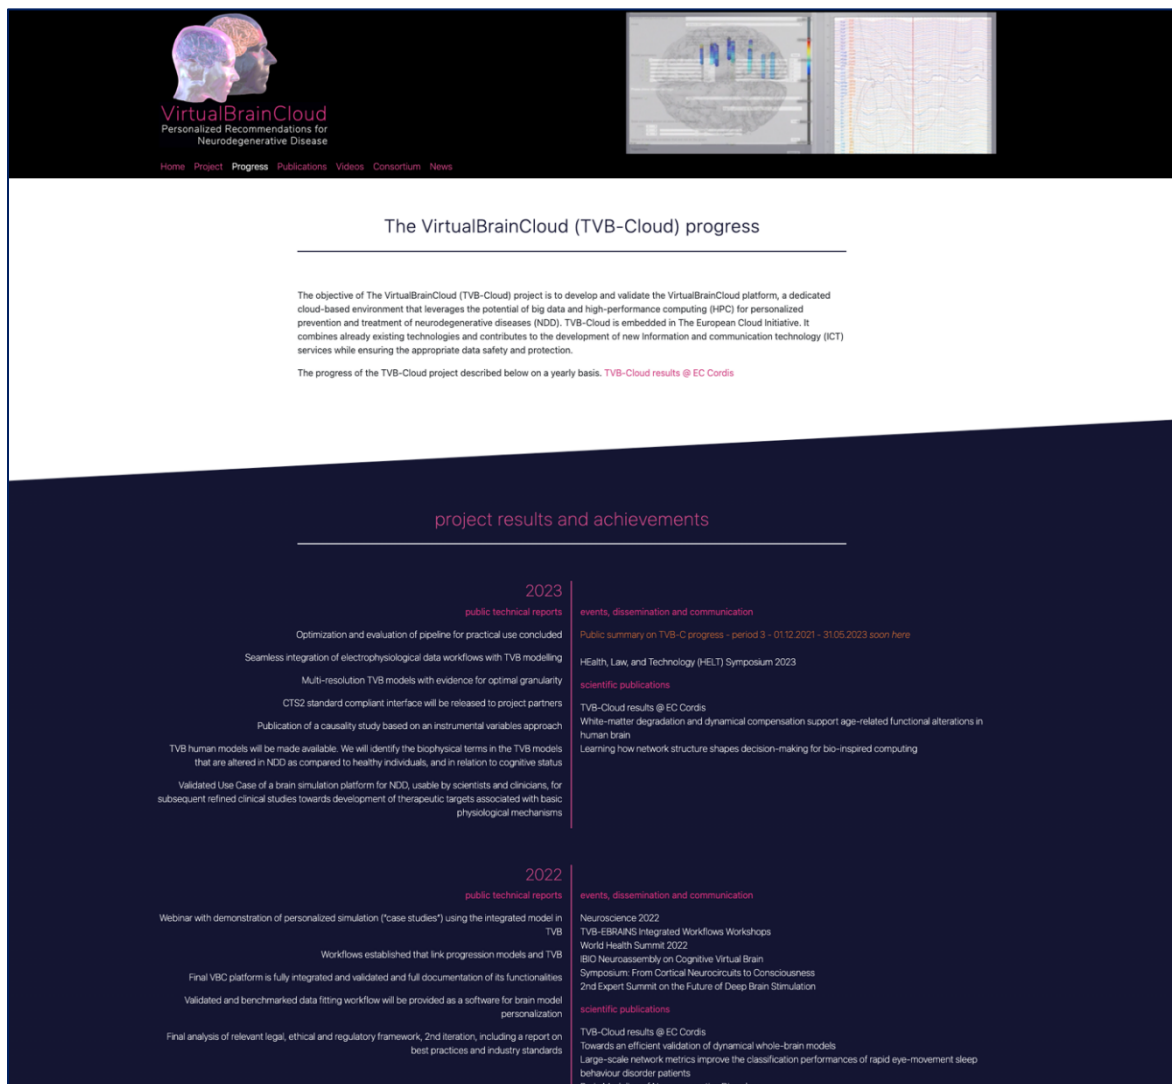 VirtualBrainCloud
Personalized Recommendations for
Neurodegenerative Disease
Home Project Progress Publications Videos Consortium News
The VirtualBrainCloud (TVB-Cloud) progress
The objective of The VirtualBrainCloud (TVB-Cloud) project is to develop and validate the VirtualBrainCloud platform, a dedicated
cloud-based environment that leverages the potential of big data and high-performance computing (HPC) for personalized
prevention and treatment of neurodegenerative diseases (NDD). TVB-Cloud is embedded in The European Cloud Initiative. It
combines already existing technologies and contributes to the development of new Information and communication technology (ICT)
services while ensuring the appropriate data safety and protection.
The progress of the TVB-Cloud project described below on a yearly basis. TVB-Cloud results @ EC Cordis
project results and achievements
2023
public technical reports
Optimization and evaluation of pipeline for practical use concluded
Seamless integration of electrophysiological data workflows with TVB modelling
Multi-resolution TVB models with evidence for optimal granularity
CTS2 standard compliant interface will be released to project partners
Publication of a causality study based on an instrumental variables approach
TVB human models will be made available. We will identify the biophysical terms in the TVB models
that are altered in NDD as compared to healthy individuals, and in relation to cognitive status
Validated Use Case of a brain simulation platform for NDD, usable by scientists and clinicians, for
subsequent refined clinical studies towards development of therapeutic targets associated with basic
physiological mechanisms
events, dissemination and communication
Public summary on TVB-C progress - period 3 - 01.12.2021 - 31.05.2023 soon here
HEalth, Law, and Technology (HELT) Symposium 2023
scientific publications
TVB-Cloud results @ EC Cordis
White-matter degradation and dynamical compensation support age-related functional alterations in
human brain
Learning how network structure shapes decision-making for bio-inspired computing
2022
public technical reports
Webinar with demonstration of personalized simulation ("case studies") using the integrated model in
TVB
Workflows established that link progression models and TVB
Final VBC platform is fully integrated and validated and full documentation of its functionalities
Validated and benchmarked data fitting workflow will be provided as a software for brain model
personalization
Final analysis of relevant legal, ethical and regulatory framework, 2nd iteration, including a report on
best practices and industry standards
events, dissemination and communication
Neuroscience 2022
TVB-EBRAINS Integrated Workflows Workshops
World Health Summit 2022
IBIO Neuroassembly on Cognitive Virtual Brain
Symposium: From Cortical Neurocircuits to Consciousness
2nd Expert Summit on the Future of Deep Brain Stimulation
scientific publications
TVB-Cloud results @ EC Cordis
Towards an efficient validation of dynamical whole-brain models
Large-scale network metrics improve the classification performances of rapid eye-movement sleep
behaviour disorder patients